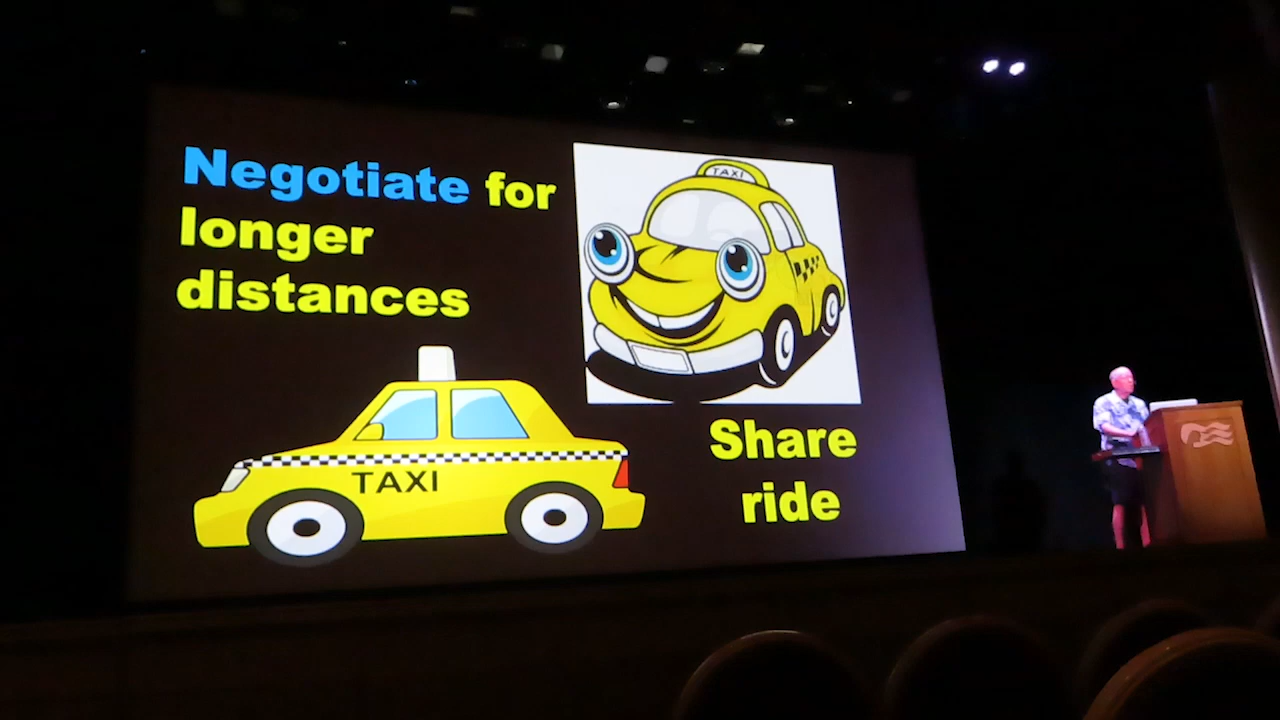 Negotiate for
longer
distances
TAXI
TAXI
Share
ride